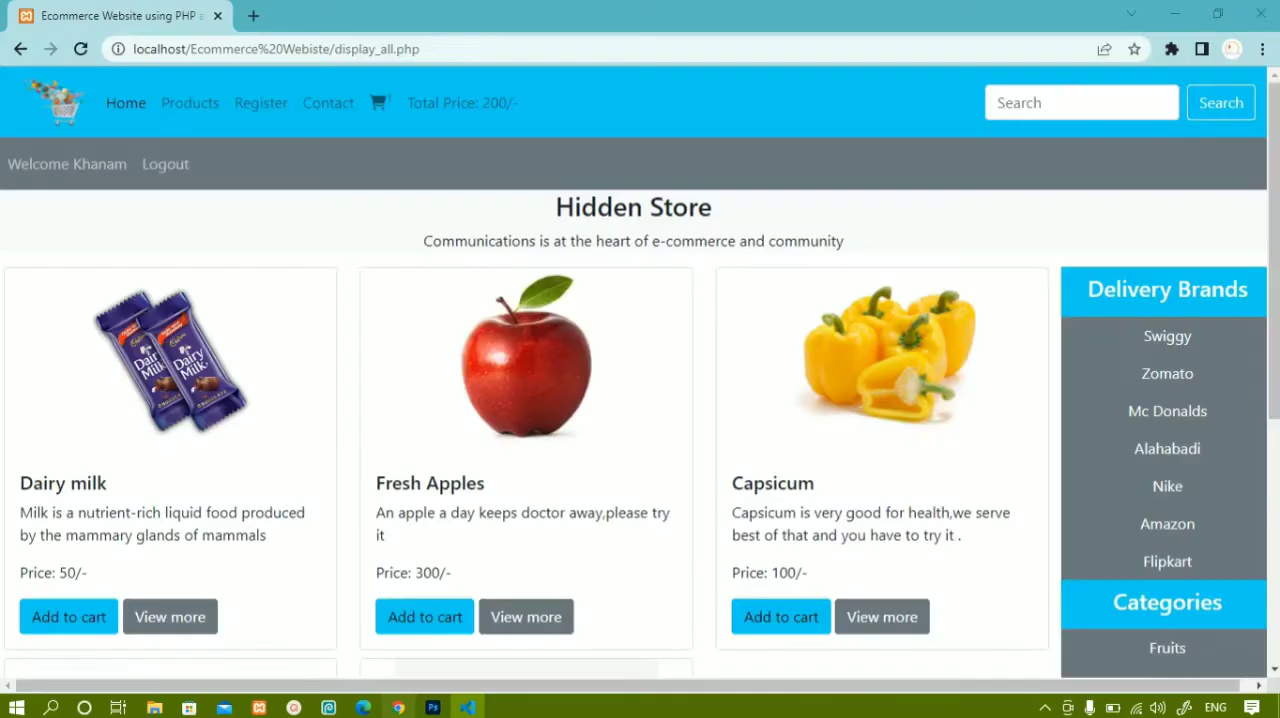 Ecommerce Website using PHP
localhost/Ecommerce%20Webiste/display_all.php
Home Products Register Contact 1 Total Price: 200/-
Search
Search
Welcome Khanam Logout
Hidden Store
Communications is at the heart of e-commerce and community
Dairy Milk
Dairy Milk
Dairy milk
Milk is a nutrient-rich liquid food produced
by the mammary glands of mammals
Price: 50/-
Add to cart View more
Fresh Apples
An apple a day keeps doctor away,please try
it
Price: 300/-
Add to cart View more
Capsicum
Capsicum is very good for health,we serve
best of that and you have to try it .
Price: 100/-
Add to cart View more
Delivery Brands
Swiggy
Zomato
Mc Donalds
Alahabadi
Nike
Amazon
Flipkart
Categories
Fruits
ENG